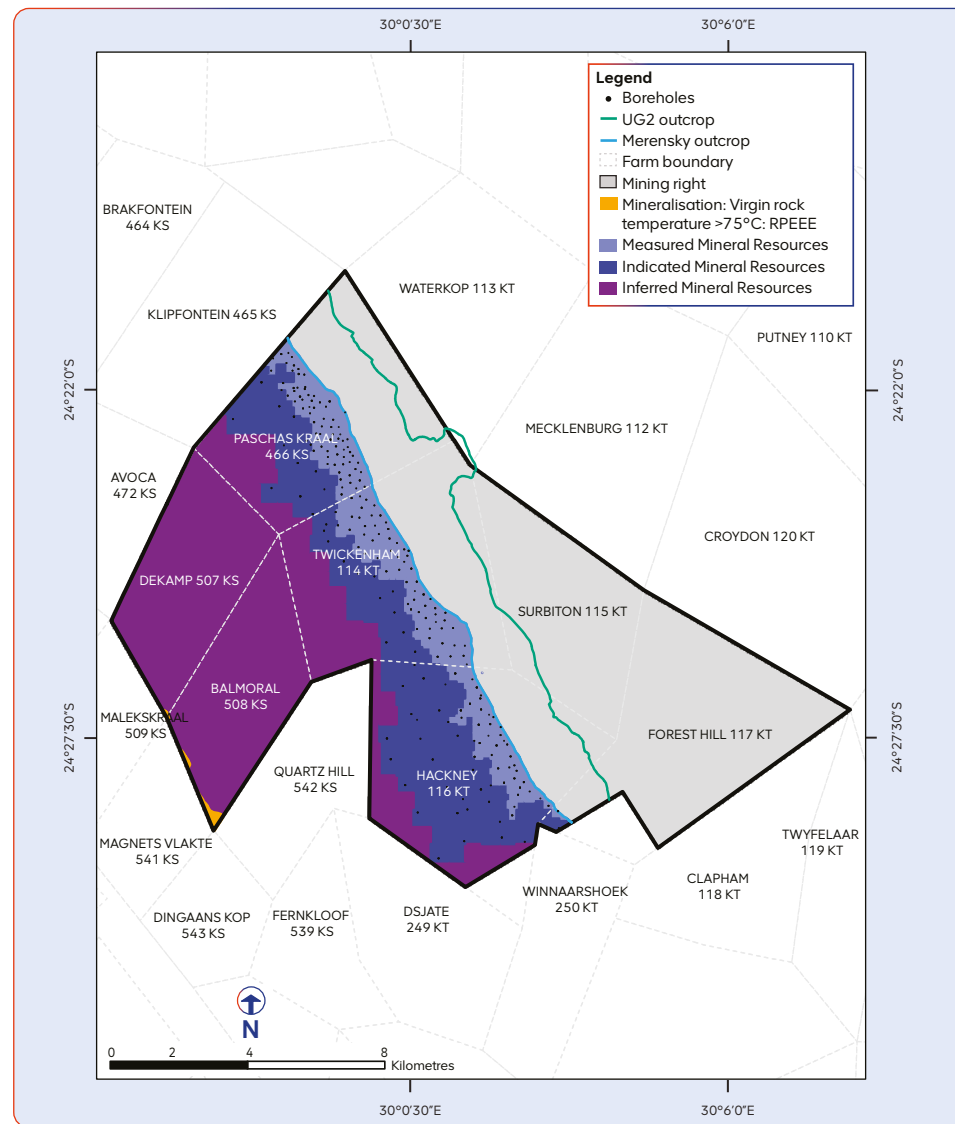 30°0'30"E
30°6'0"E
Legend
Boreholes
UG2 outcrop
Merensky outcrop
Farm boundary
Mining right
Mineralisation: Virgin rock
temperature >75°C: RPEEE
Measured Mineral Resources
Indicated Mineral Resources
Inferred Mineral Resources
BRAKFONTEIN
464 KS
WATERKOP 113 KT
KLIPFONTEIN 465 KS
PUTNEY 110 KT
24°22'0"S
24°22'0"S
MECKLENBURG 112 KT
PASCHAS KRAAL
466 KS
AVOCA
472 KS
CROYDON 120 KT
TWICKENHAM
114 KT
DEKAMP 507 KS
SURBITON 115 KT
BALMORAL
508 KS
MALEKSKRAAL
509 KS
24°27'30"S
24°27'30"S
FOREST HILL 117 KT
QUARTZ HILL
542 KS
HACKNEY
116 KT
MAGNETS VLAKTE
541 KS
TWYFELAAR
119 KT
CLAPHAM
118 KT
WINNAARSHOEK
250 KT
DINGAANS KOP
543 KS
FERNKLOOF
539 KS
DSJATE
249 KT
N
0 2 4 8
Kilometres
30°0'30"E
30°6'0"E